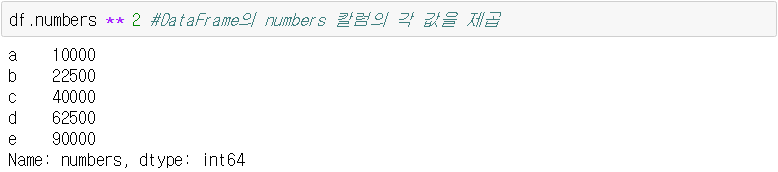 df.numbers ** 2 #DataFrame의 numbers 칼럼의 각 값을 제곱
a 10000
b 22500
c 40000
d 62500
e 90000
Name: numbers, dtype: int64